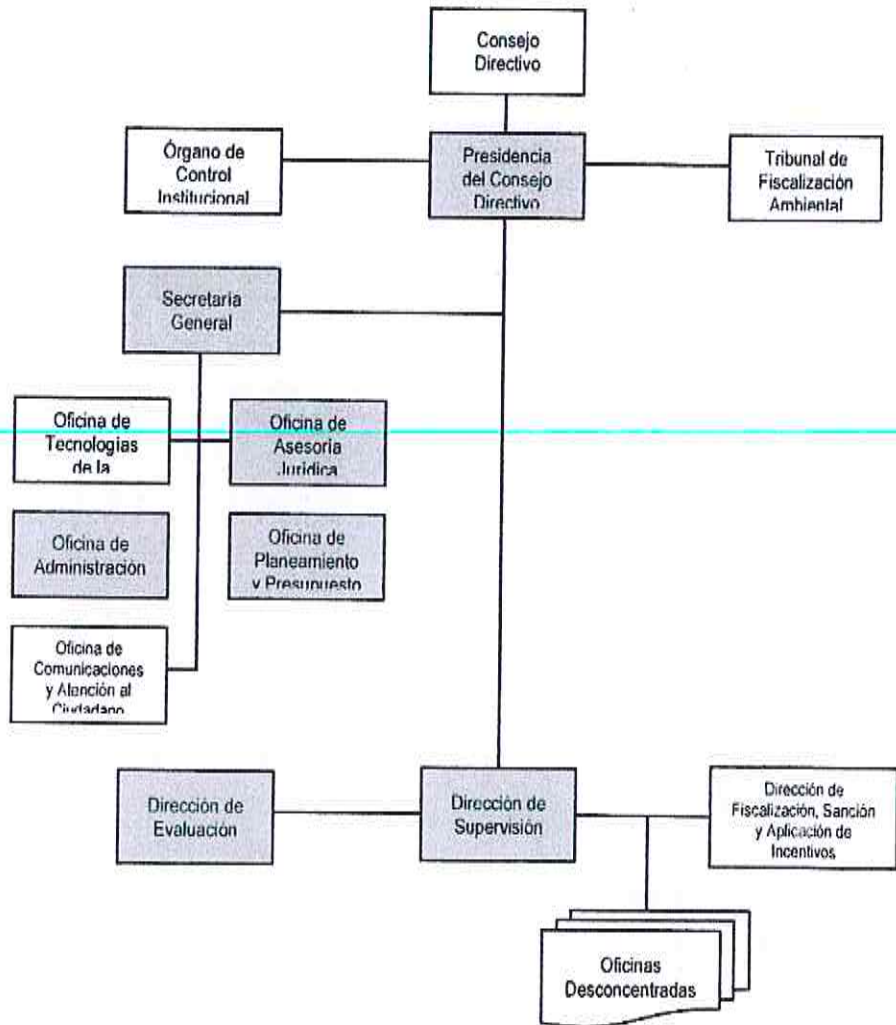 Consejo
Directivo
Órgano de
Control
Institucional
Presidencia
del Consejo
Directivo
Tribunal de
Fiscalización
Ambiental
Secretaria
General
Oficina de
Tecnologias
de la
Oficina de
Asesoria
Juridica
Oficina de
Administración
Oficina de
Planeamiento
y Presupuesto
Oficina de
Comunicaciones
y Atención al
Ciudadano
Dirección de
Evaluación
Dirección de
Supervisión
Dirección de
Fiscalización, Sanción
y Aplicación de
Incentivos
Oficinas
Desconcentradas